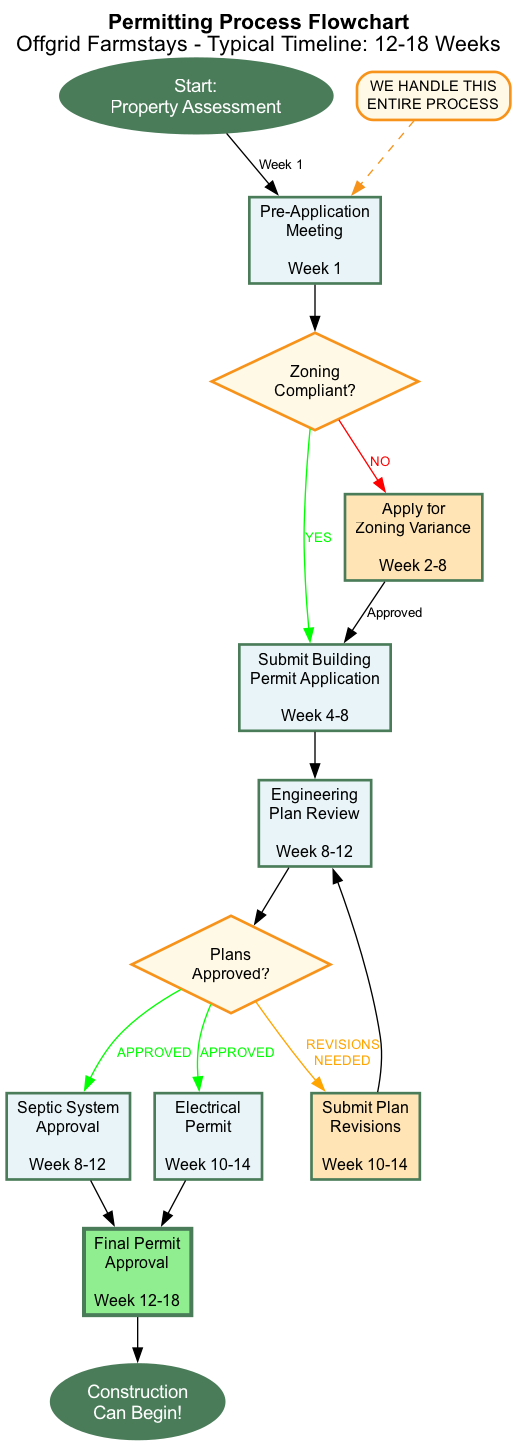 Permitting Process Flowchart
Offgrid Farmstays - Typical Timeline: 12-18 Weeks
Start:
Property Assessment
WE HANDLE THIS
ENTIRE PROCESS
Week 1
Pre-Application
Meeting
Week 1
Zoning
Compliant?
NO
YES
Apply for
Zoning Variance
Week 2-8
Approved
Submit Building
Permit Application
Week 4-8
Engineering
Plan Review
Week 8-12
Plans
Approved?
APPROVED
APPROVED
REVISIONS
NEEDED
Septic System
Approval
Week 8-12
Electrical
Permit
Week 10-14
Submit Plan
Revisions
Week 10-14
Final Permit
Approval
Week 12-18
Construction
Can Begin!